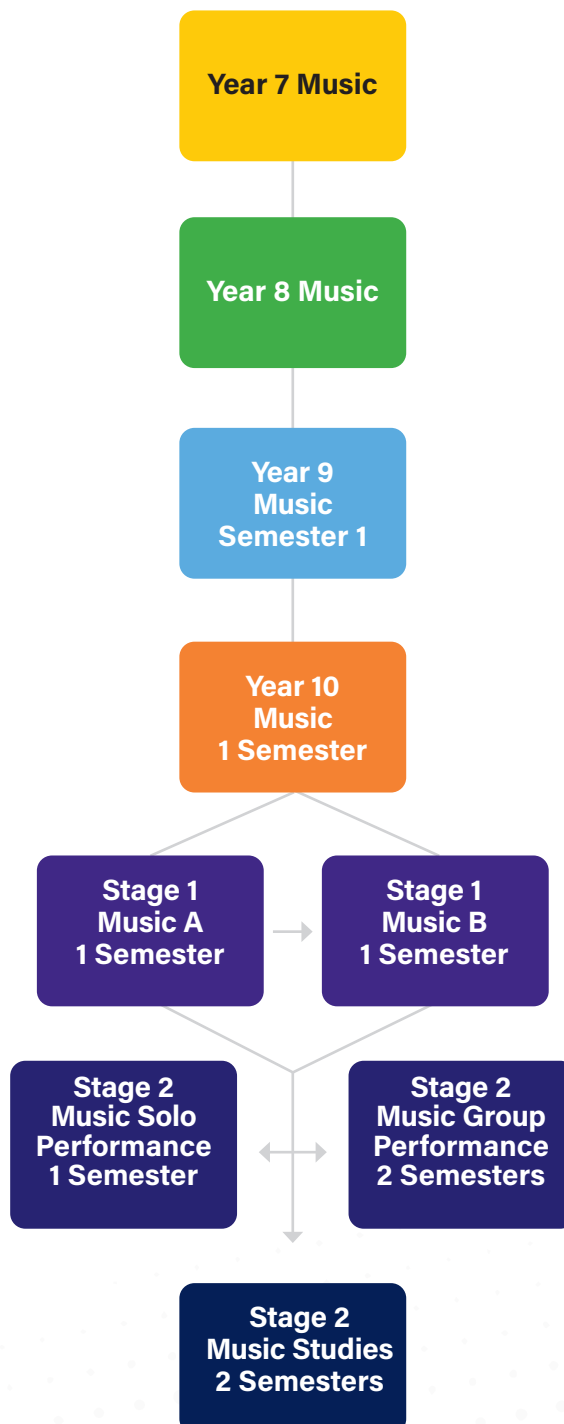 Year 7 Music
Year 8 Music
Year 9
Music
Semester 1
Year 10
Music
1 Semester
Stage 1
Music A
1 Semester
Stage 1
Music B
1 Semester
Stage 2
Music Solo
Performance
1 Semester
Stage 2
Music Group
Performance
2 Semesters
Stage 2
Music Studies
2 Semesters